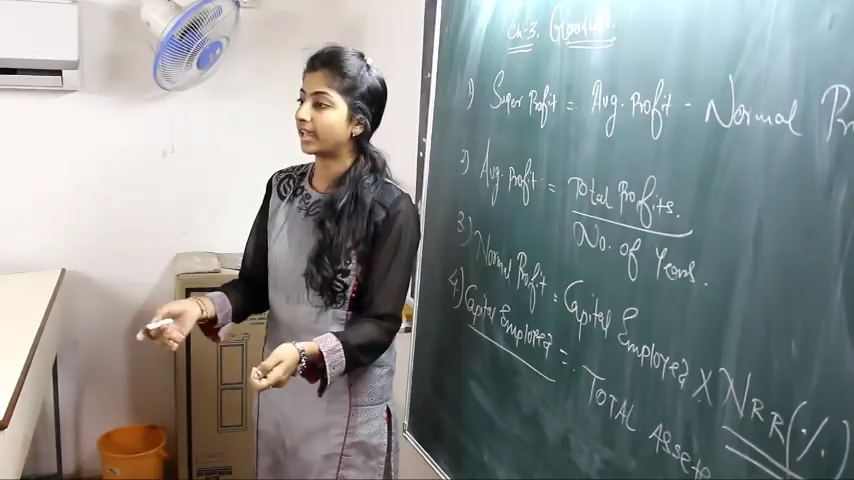 Ch-3. Goodwill.
1) Super Profit = Avg. Profit - Normal Pr
2) Avg. Profit = Total Profits.
No. of Years.
3) Normal Profit = Capital Employed X NRR (%)
4) Capital Employed = TOTAL Assets